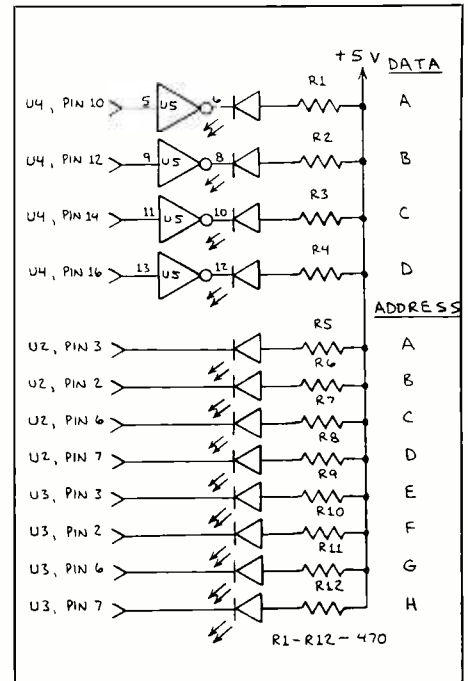 +5 V DATA
R1
U4, PIN 10 5 U5 6 A
R2
U4, PIN 12 9 U5 8 B
R3
U4, PIN 14 11 U5 10 C
R4
U4, PIN 16 13 U5 12 D
ADDRESS
R5
U2, PIN 3 A
R6
U2, PIN 2 B
R7
U2, PIN 6 C
R8
U2, PIN 7 D
R9
U3, PIN 3 E
R10
U3, PIN 2 F
R11
U3, PIN 6 G
R12
U3, PIN 7 H
R1-R12-470